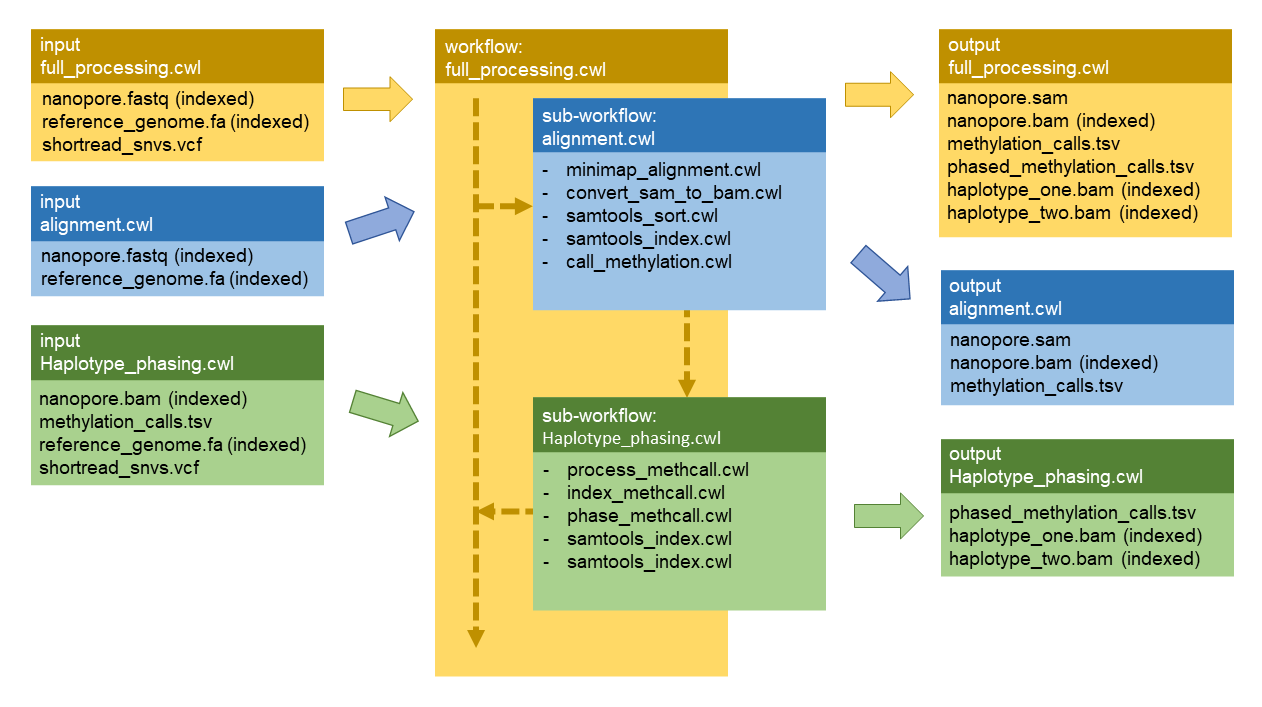 input
full_processing.cwl
nanopore.fastq (indexed)
reference_genome.fa (indexed)
shortread_snvs.vcf
input
alignment.cwl
nanopore.fastq (indexed)
reference_genome.fa (indexed)
input
Haplotype_phasing.cwl
nanopore.bam (indexed)
methylation_calls.tsv
reference_genome.fa (indexed)
shortread_snvs.vcf
workflow:
full_processing.cwl
sub-workflow:
alignment.cwl
- minimap_alignment.cwl
- convert_sam_to_bam.cwl
- samtools_sort.cwl
- samtools_index.cwl
- call_methylation.cwl
sub-workflow:
Haplotype_phasing.cwl
- process_methcall.cwl
- index_methcall.cwl
- phase_methcall.cwl
- samtools_index.cwl
- samtools_index.cwl
output
full_processing.cwl
nanopore.sam
nanopore.bam (indexed)
methylation_calls.tsv
phased_methylation_calls.tsv
haplotype_one.bam (indexed)
haplotype_two.bam (indexed)
output
alignment.cwl
nanopore.sam
nanopore.bam (indexed)
methylation_calls.tsv
output
Haplotype_phasing.cwl
phased_methylation_calls.tsv
haplotype_one.bam (indexed)
haplotype_two.bam (indexed)